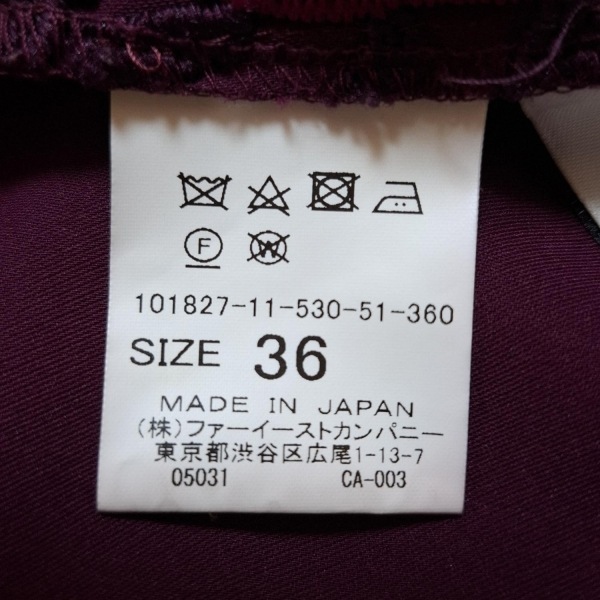 F W
101827-11-530-51-360
SIZE 36
MADE IN JAPAN
(株)ファーイーストカンパニー
東京都渋谷区広尾1-13-7
05031 CA-003